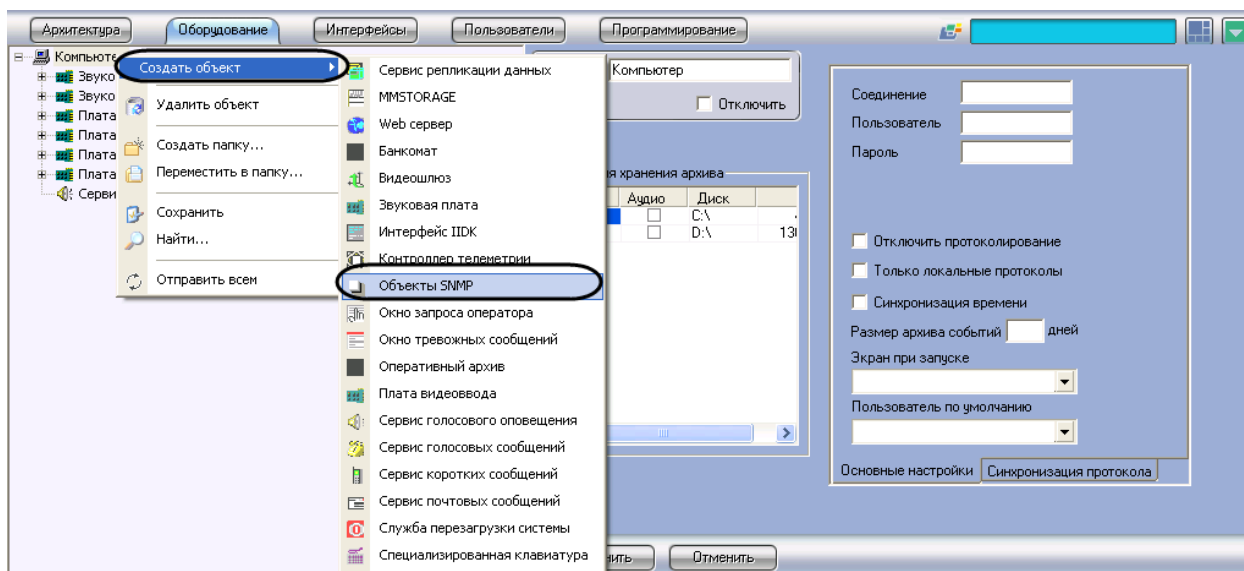 Архитектура Оборудование Интерфейсы Пользователи Программирование
Компьюте
Звуко
Звуко
Плата
Плата
Плата
Плата
Серви
Создать объект
Удалить объект
Создать папку...
Переместить в папку...
Сохранить
Найти...
Отправить всем
Сервис репликации данных
MMSTORAGE
Web сервер
Банкомат
Видеошлюз
Звуковая плата
Интерфейс IIDK
Контроллер телеметрии
Объекты SNMP
Окно запроса оператора
Окно тревожных сообщений
Оперативный архив
Плата видеоввода
Сервис голосового оповещения
Сервис голосовых сообщений
Сервис коротких сообщений
Сервис почтовых сообщений
Служба перезагрузки системы
Специализированная клавиатура
Компьютер
Отключить
я хранения архива
Аудио Диск
C:\
D:\ 13
Соединение
Пользователь
Пароль
Отключить протоколирование
Только локальные протоколы
Синхронизация времени
Размер архива событий дней
Экран при запуске
Пользователь по умолчанию
Основные настройки Синхронизация протокола
нить Отменить